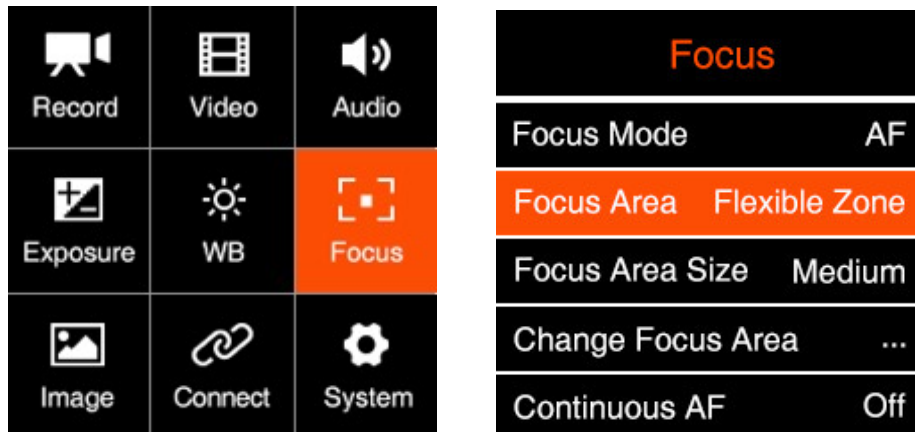 Record Video Audio
Exposure WB Focus
Image Connect System
Focus
Focus Mode AF
Focus Area Flexible Zone
Focus Area Size Medium
Change Focus Area ...
Continuous AF Off